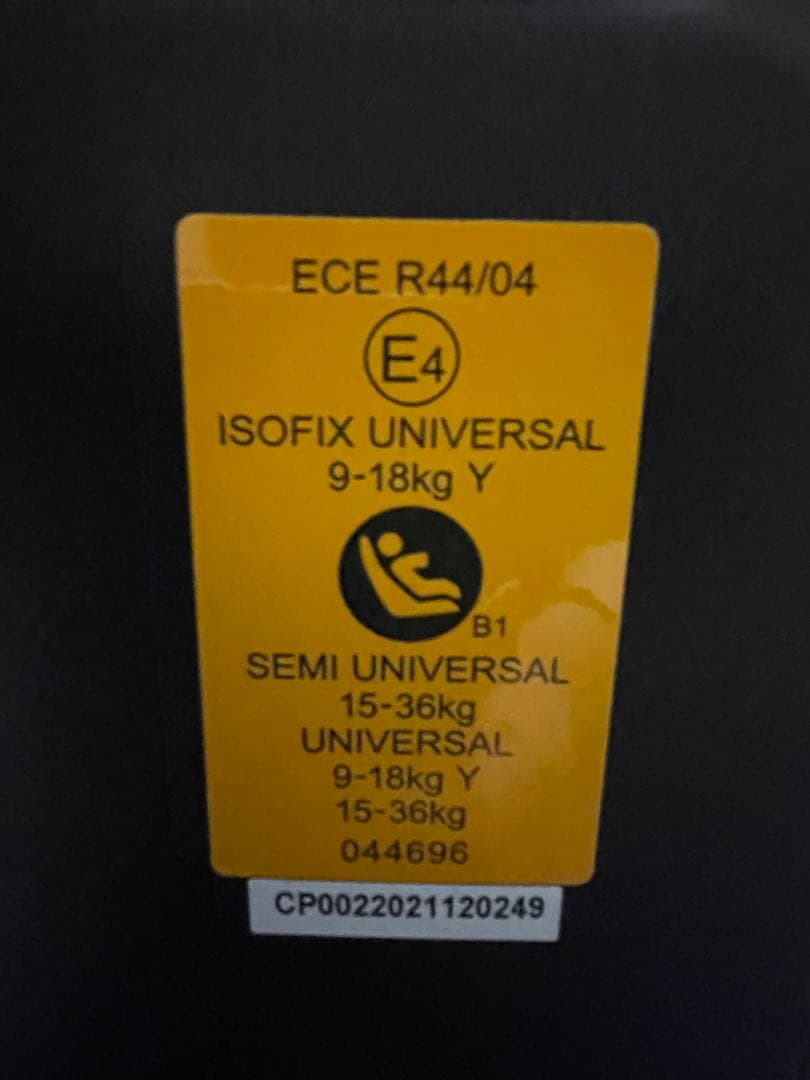 ECE R44/04
E4
ISOFIX UNIVERSAL
9-18kg Y
B1
SEMI UNIVERSAL
15-36kg
UNIVERSAL
9-18kg Y
15-36kg
044696
CP0022021120249